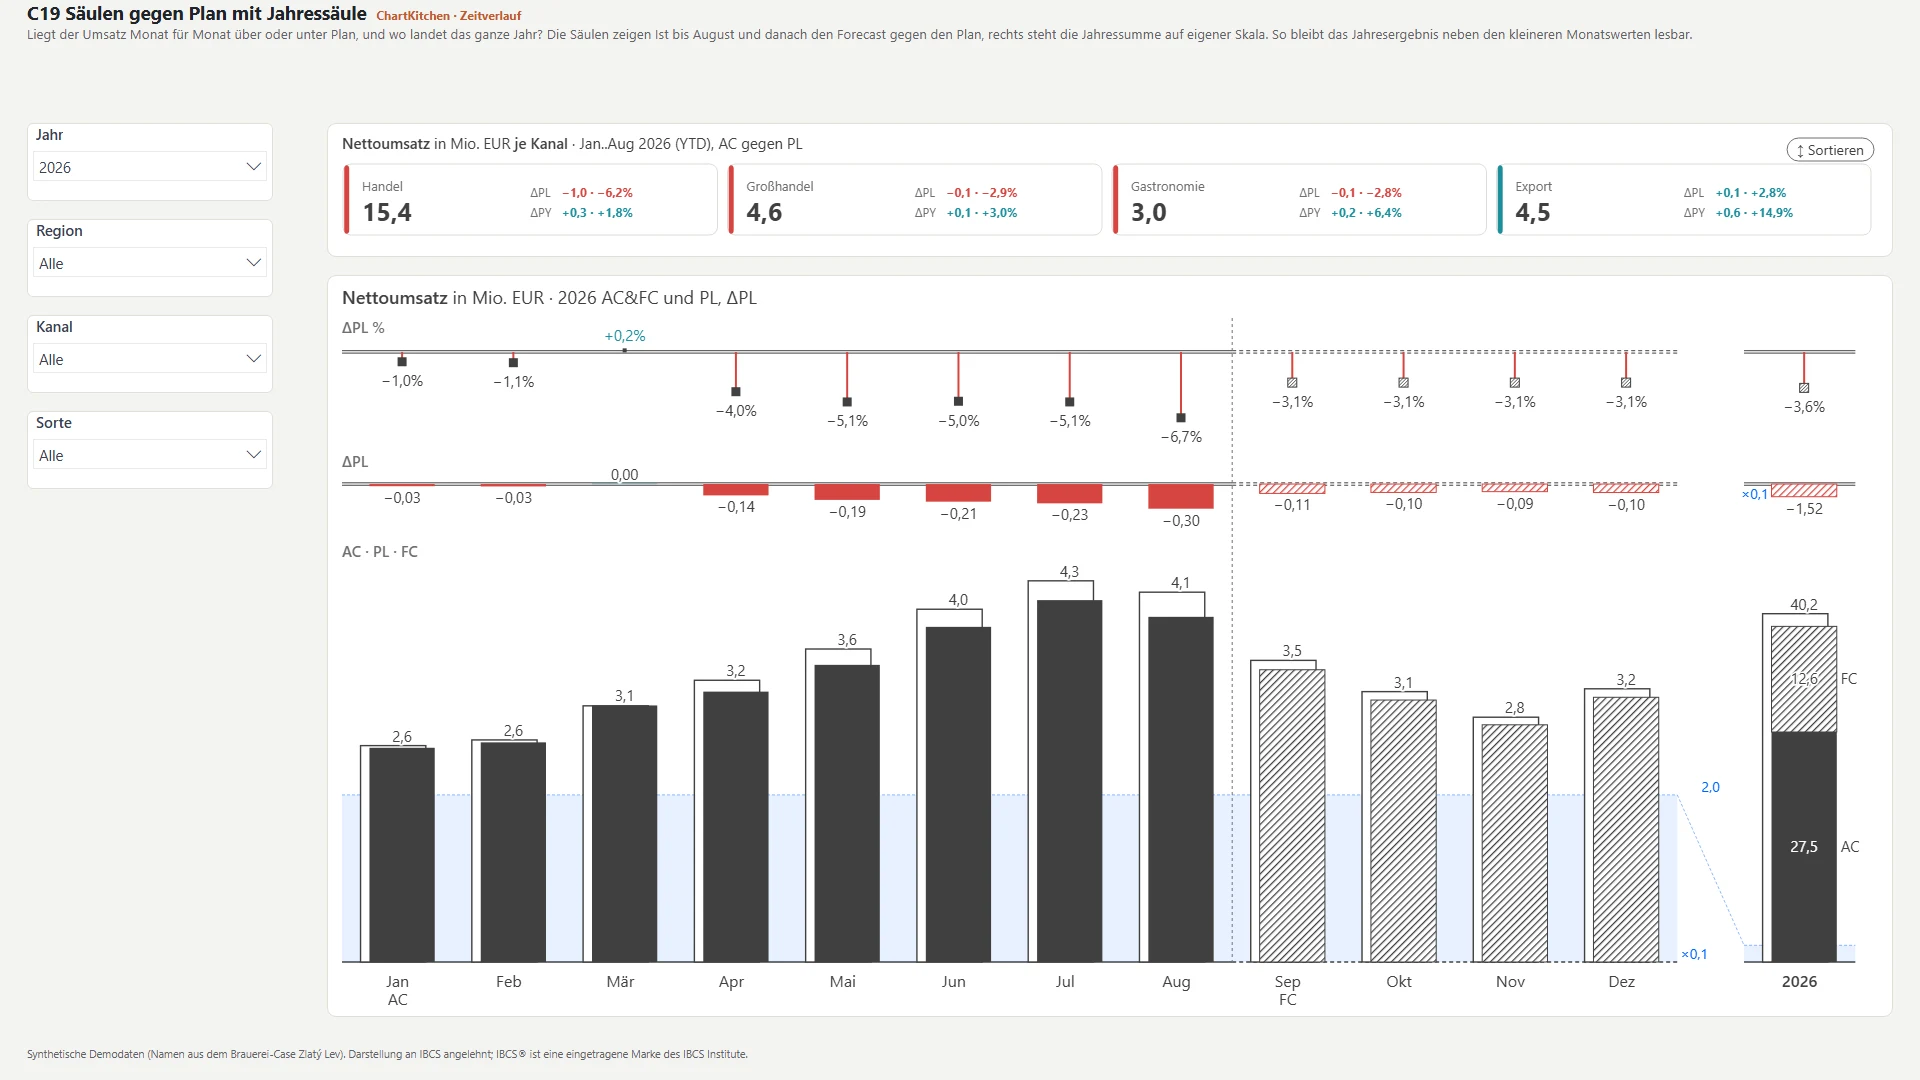 C19 Säulen gegen Plan mit Jahressäule ChartKitchen · Zeitverlauf
Liegt der Umsatz Monat für Monat über oder unter Plan, und wo landet das ganze Jahr? Die Säulen zeigen Ist bis August und danach den Forecast gegen den Plan, rechts steht die Jahressumme auf eigener Skala. So bleibt das Jahresergebnis neben den kleineren Monatswerten lesbar.
Jahr
2026
Region
Alle
Kanal
Alle
Sorte
Alle
Nettoumsatz in Mio. EUR je Kanal · Jan..Aug 2026 (YTD), AC gegen PL
↕ Sortieren
Handel
15,4
ΔPL −1,0 · −6,2%
ΔPY +0,3 · +1,8%
Großhandel
4,6
ΔPL −0,1 · −2,9%
ΔPY +0,1 · +3,0%
Gastronomie
3,0
ΔPL −0,1 · −2,8%
ΔPY +0,2 · +6,4%
Export
4,5
ΔPL +0,1 · +2,8%
ΔPY +0,6 · +14,9%
Nettoumsatz in Mio. EUR · 2026 AC&FC und PL, ΔPL
ΔPL %
−1,0% −1,1% +0,2% −4,0% −5,1% −5,0% −5,1% −6,7% −3,1% −3,1% −3,1% −3,1% −3,6%
ΔPL
−0,03 −0,03 0,00 −0,14 −0,19 −0,21 −0,23 −0,30 −0,11 −0,10 −0,09 −0,10 ×0,1 −1,52
AC · PL · FC
2,6 2,6 3,1 3,2 3,6 4,0 4,3 4,1 3,5 3,1 2,8 3,2 40,2
12,6 FC
2,0
27,5 AC
×0,1
Jan Feb Mär Apr Mai Jun Jul Aug Sep Okt Nov Dez 2026
AC FC
Synthetische Demodaten (Namen aus dem Brauerei-Case Zlatý Lev). Darstellung an IBCS angelehnt; IBCS® ist eine eingetragene Marke des IBCS Institute.